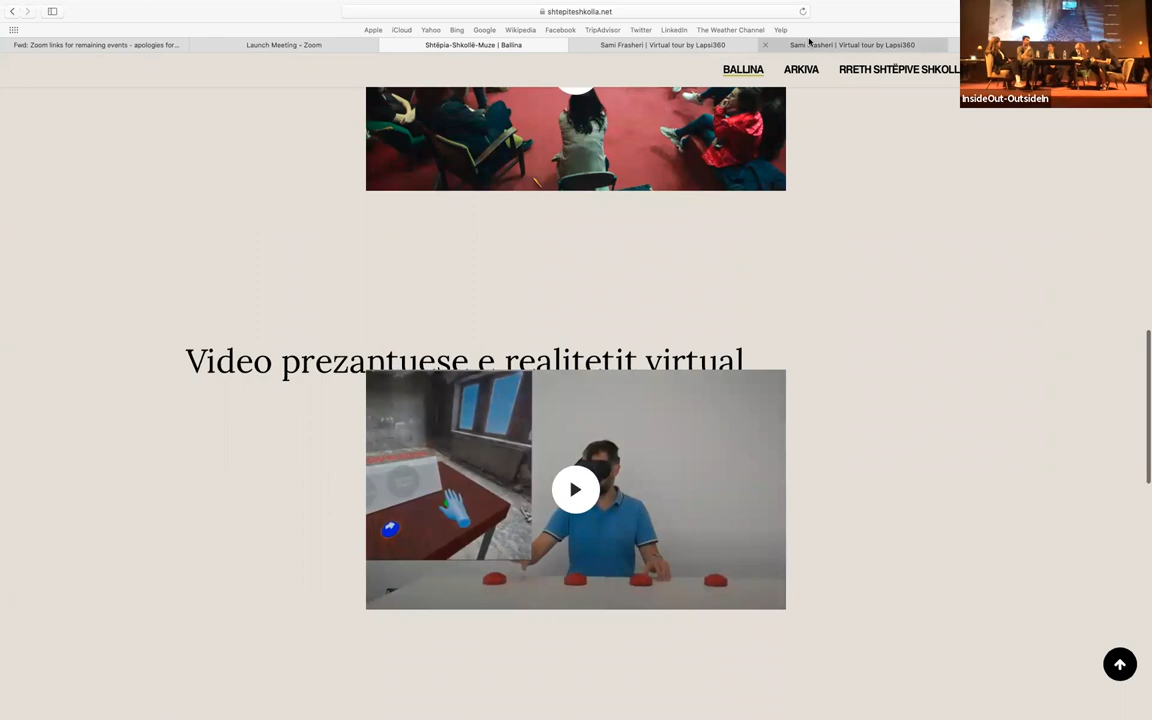 shtepiteshkolla.net
Apple iCloud Yahoo Bing Google Wikipedia Facebook TripAdvisor Twitter LinkedIn The Weather Channel Yelp
Fwd: Zoom links for remaining events - apologies for... Launch Meeting - Zoom Shtëpia-Shkollë-Muze | Ballina Sami Frasheri | Virtual tour by Lapsi360 Sami Frasheri | Virtual tour by Lapsi360
BALLINA ARKIVA RRETH SHTËPIVE SHKOLL
InsideOut-OutsideIn
Video prezantuese e realitetit virtual